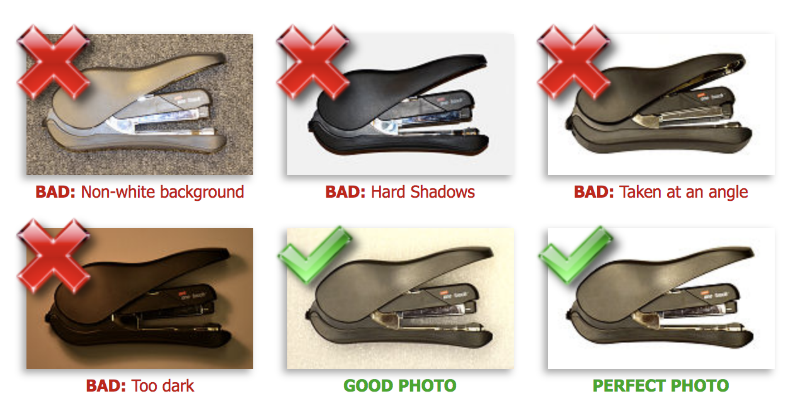 BAD: Non-white background
BAD: Hard Shadows
BAD: Taken at an angle
BAD: Too dark
GOOD PHOTO
PERFECT PHOTO